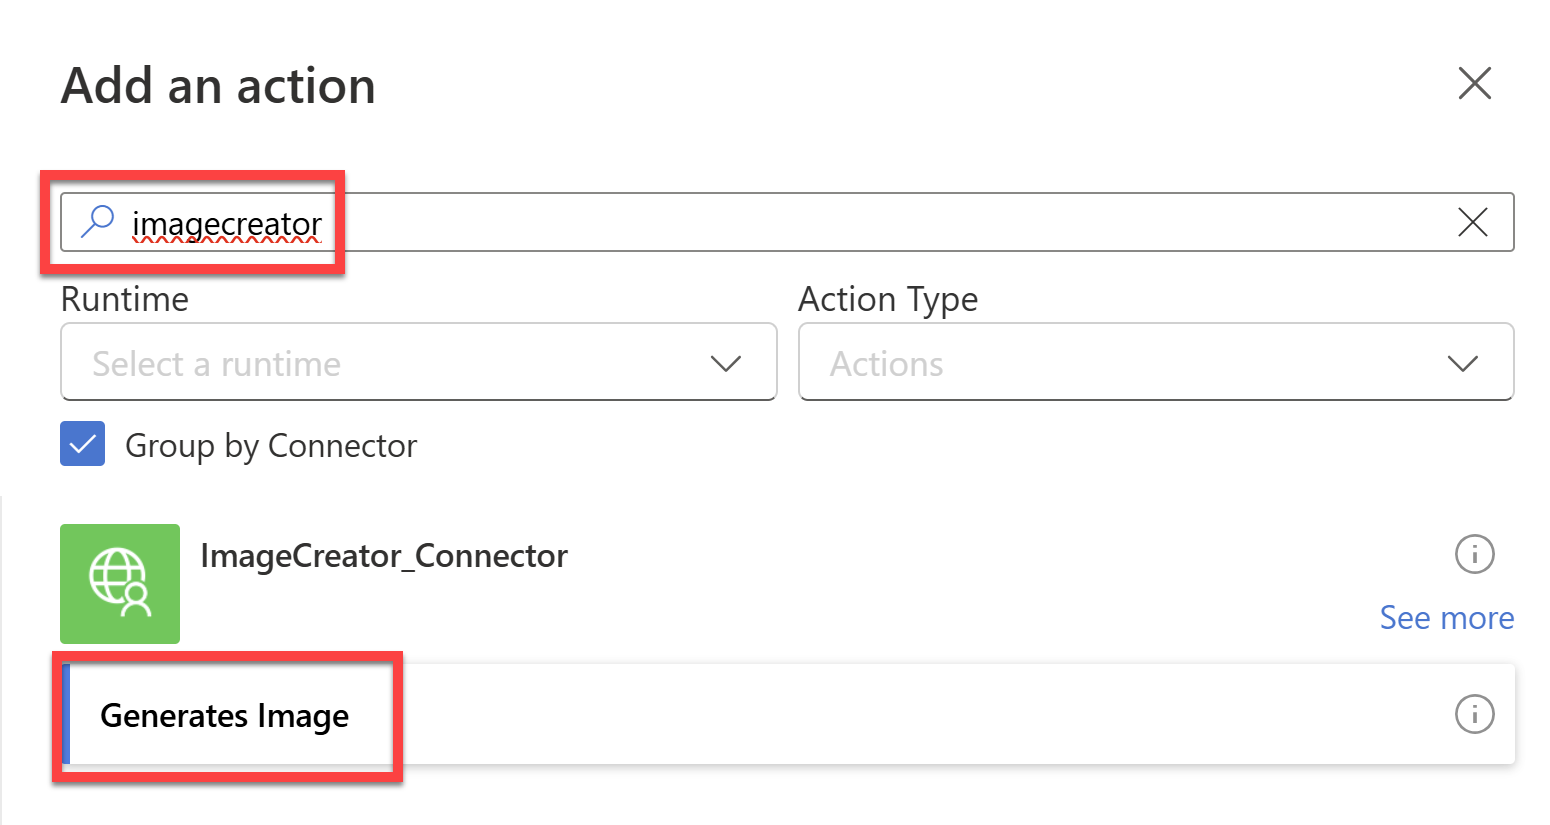 Add an action
imagecreator
Runtime
Action Type
Select a runtime
Actions
Group by Connector
ImageCreator_Connector
See more
Generates Image